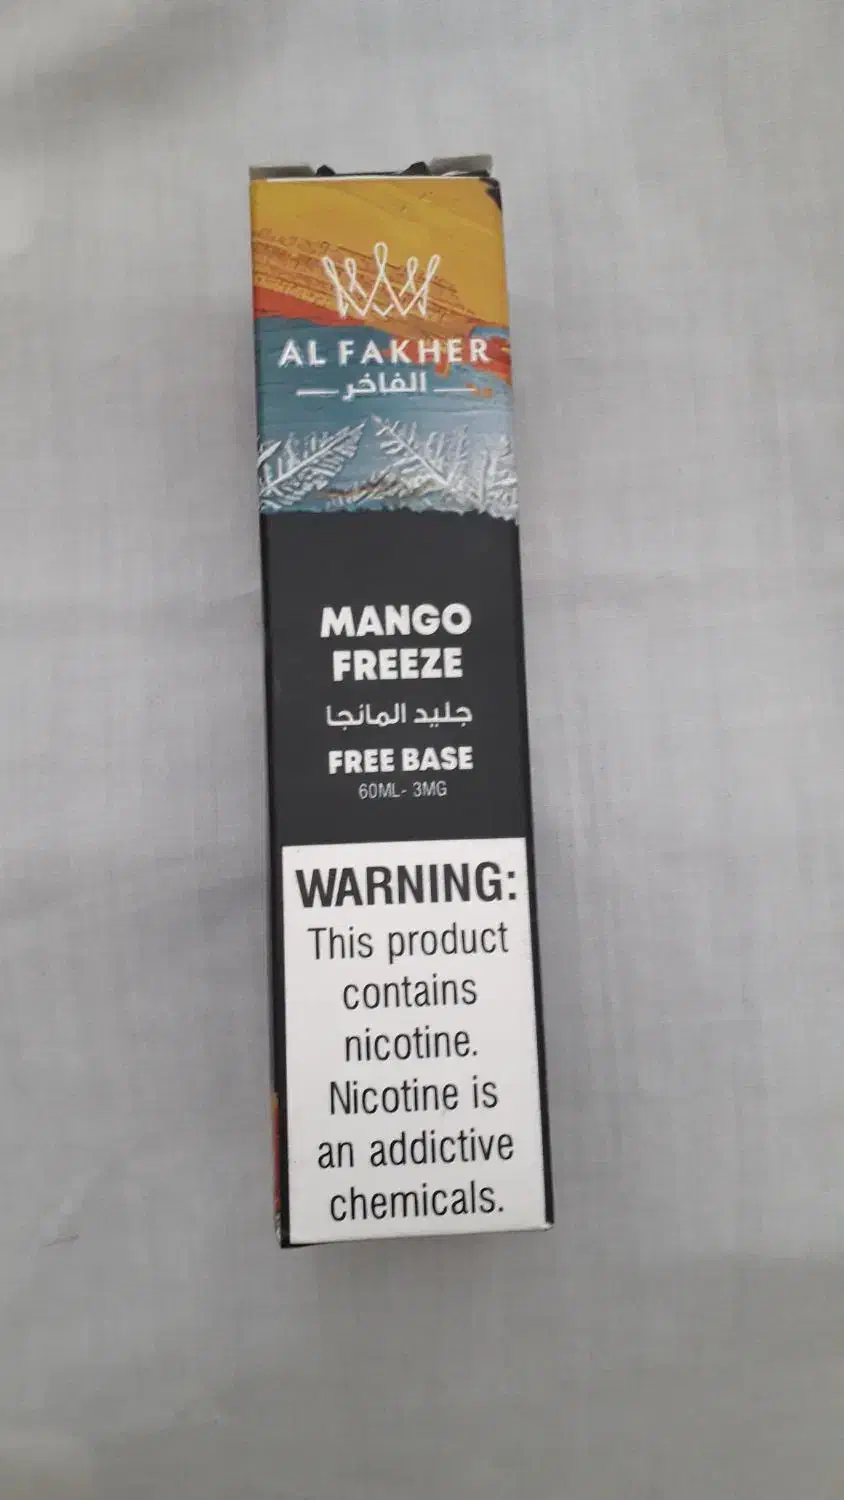 AL FAKHER
الفاخر
MANGO
FREEZE
جليد المانجا
FREE BASE
60ML- 3MG
WARNING:
This product
contains
nicotine.
Nicotine is
an addictive
chemicals.